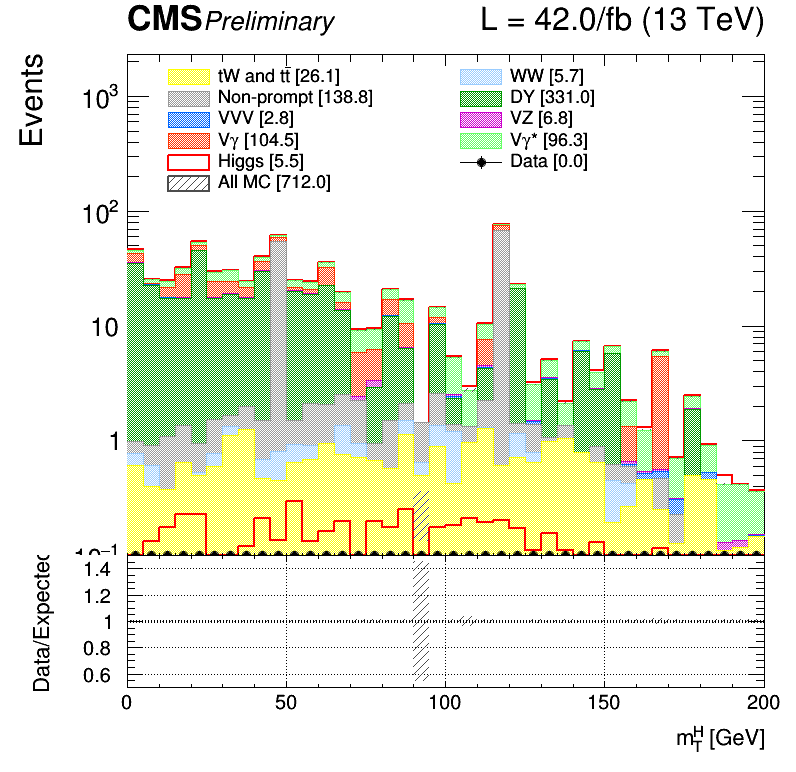 CMS Preliminary L = 42.0/fb (13 TeV)
Events
tW and tt̄ [26.1]
Non-prompt [138.8]
VVV [2.8]
Vγ [104.5]
Higgs [5.5]
All MC [712.0]
WW [5.7]
DY [331.0]
VZ [6.8]
Vγ* [96.3]
Data [0.0]
10³
10²
10
1
10⁻¹
Data/Expected
1.4
1.2
1
0.8
0.6
0 50 100 150 200
m_T^H [GeV]